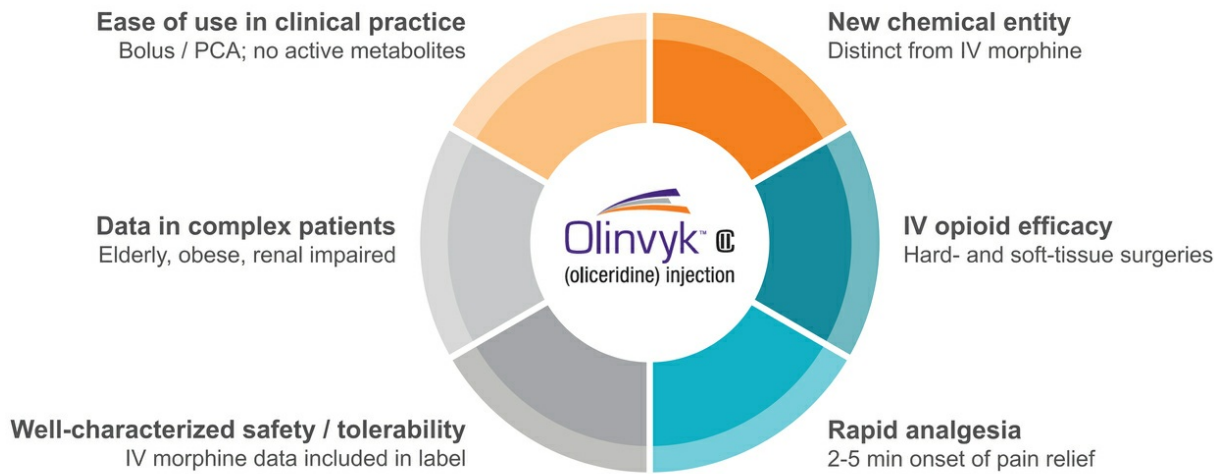 Ease of use in clinical practice
Bolus / PCA; no active metabolites
New chemical entity
Distinct from IV morphine
Data in complex patients
Elderly, obese, renal impaired
Olinvyk™ CII
(oliceridine) injection
IV opioid efficacy
Hard- and soft-tissue surgeries
Well-characterized safety / tolerability
IV morphine data included in label
Rapid analgesia
2-5 min onset of pain relief